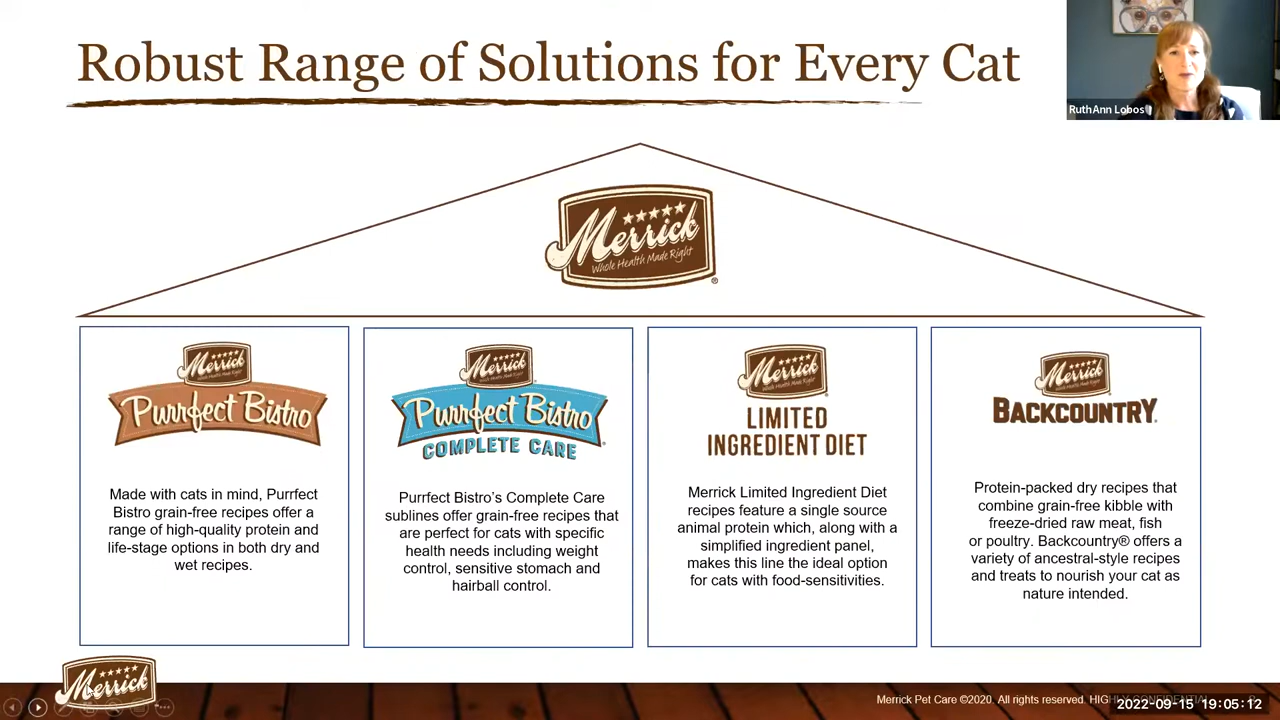 Robust Range of Solutions for Every Cat
RuthAnn Lobos
★★★★★
Merrick
Whole Health Made Right
®
Merrick
Purrfect Bistro
Made with cats in mind, Purrfect
Bistro grain-free recipes offer a
range of high-quality protein and
life-stage options in both dry and
wet recipes.
Merrick
Purrfect Bistro
COMPLETE CARE
Purrfect Bistro’s Complete Care
sublines offer grain-free recipes that
are perfect for cats with specific
health needs including weight
control, sensitive stomach and
hairball control.
Merrick
Whole Health Made Right
LIMITED
INGREDIENT DIET
Merrick Limited Ingredient Diet
recipes feature a single source
animal protein which, along with a
simplified ingredient panel,
makes this line the ideal option
for cats with food-sensitivities.
Merrick
BACKCOUNTRY®
Protein-packed dry recipes that
combine grain-free kibble with
freeze-dried raw meat, fish
or poultry. Backcountry® offers a
variety of ancestral-style recipes
and treats to nourish your cat as
nature intended.
Merrick
Merrick Pet Care ©2020. All rights reserved. HIGHLY CONFIDENTIAL
2022-09-15 19:05:12